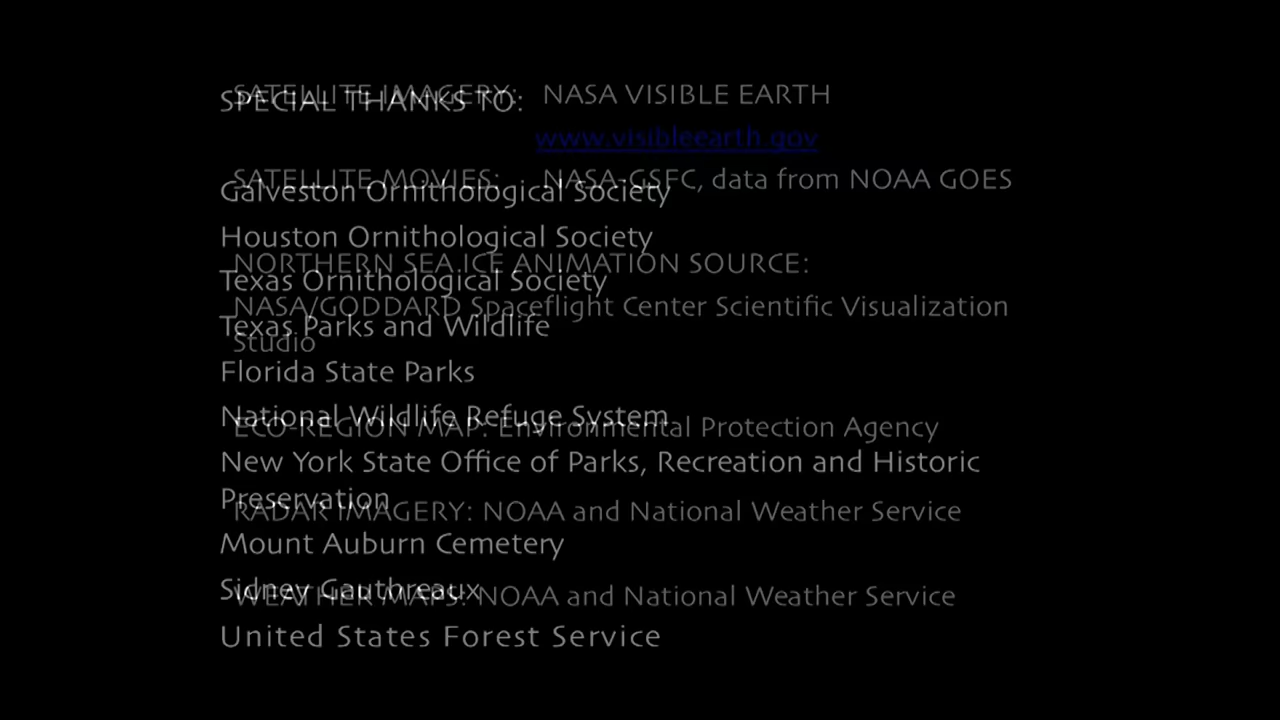 SATELLITE IMAGERY: NASA VISIBLE EARTH
www.visibleearth.gov
SATELLITE MOVIES: NASA-GSFC, data from NOAA GOES
NORTHERN SEA ICE ANIMATION SOURCE:
NASA/GODDARD Spaceflight Center Scientific Visualization
Studio
ECO-REGION MAP: Environmental Protection Agency
RADAR IMAGERY: NOAA and National Weather Service
WEATHER MAPS: NOAA and National Weather Service
SPECIAL THANKS TO:
Galveston Ornithological Society
Houston Ornithological Society
Texas Ornithological Society
Texas Parks and Wildlife
Florida State Parks
National Wildlife Refuge System
New York State Office of Parks, Recreation and Historic
Preservation
Mount Auburn Cemetery
Sidney Gauthreaux
United States Forest Service